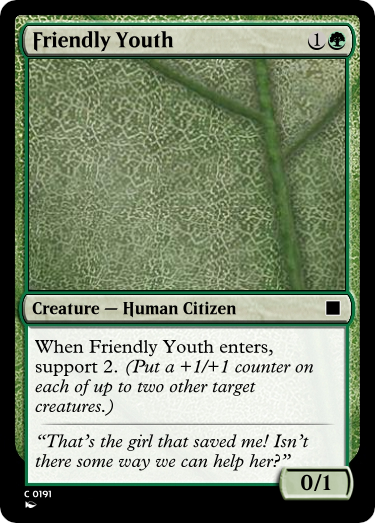 Friendly Youth 1
Creature — Human Citizen
When Friendly Youth enters,
support 2. (Put a +1/+1 counter on
each of up to two other target
creatures.)
“That’s the girl that saved me! Isn’t
there some way we can help her?”
0/1
C 0191